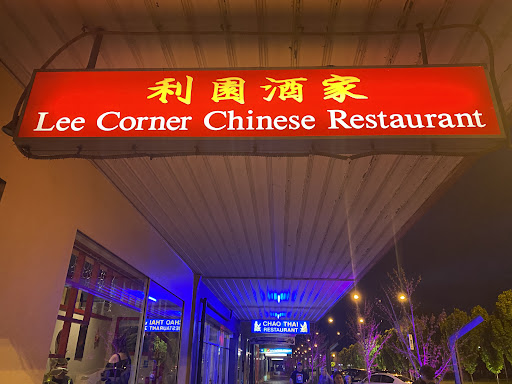 利園酒家
Lee Corner Chinese Restaurant
CHAO THAI
RESTAURANT